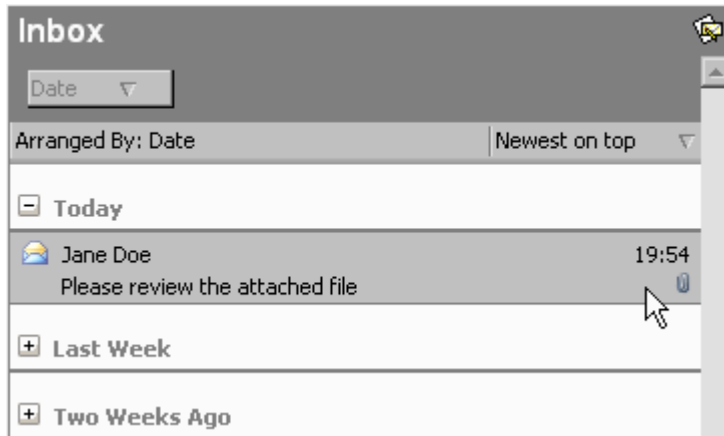 Inbox
Date
Arranged By: Date Newest on top
Today
Jane Doe 19:54
Please review the attached file
Last Week
Two Weeks Ago